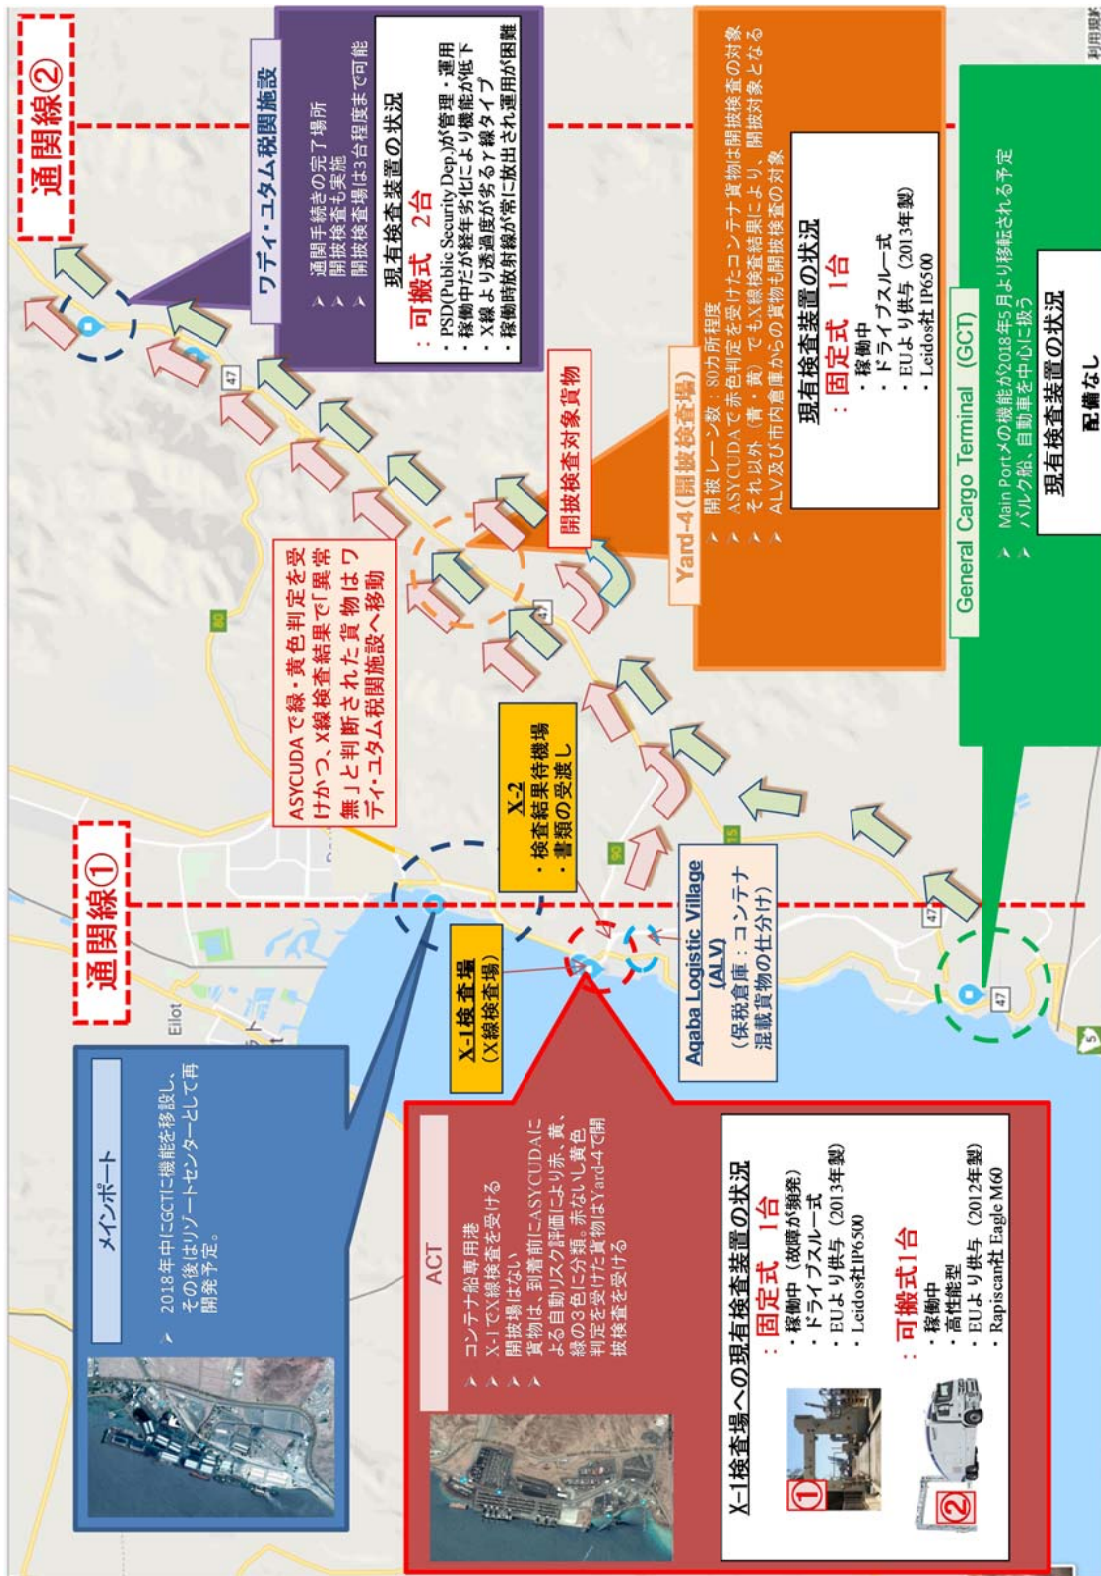 通関線①
通関線②
メインポート
➢ 2018年中にGCTに機能を移設し、
その後はリゾートセンターとして再
開発予定。
Eilot
ACT
➢ コンテナ船専用港
➢ X-1でX線検査を受ける
➢ 開披場はない
➢ 貨物は、到着前にASYCUDAに
よる自動リスク評価により赤、黄、
緑の３色に分類。赤ないし黄色
判定を受けた貨物はYard-4で開
披検査を受ける
X-1検査場への現有検査装置の状況
①
：固定式 1台
・稼働中（故障が頻発）
・ドライブスルー式
・EUより供与（2013年製）
・Leidos社IP6500
②
：可搬式1台
・稼働中
・高性能型
・EUより供与（2012年製）
・Rapiscan社 Eagle M60
X-1検査場
（X線検査場）
X-2
・検査結果待機場
・書類の受渡し
Aqaba Logistic Village
(ALV)
（保税倉庫：コンテナ
混載貨物の仕分け）
ASYCUDAで緑・黄色判定を受
けかつ、X線検査結果で「異常
無」と判断された貨物はワ
ディ・ユタム税関施設へ移動
開披検査対象貨物
ワディ・ユタム税関施設
➢ 通関手続きの完了場所
➢ 開披検査も実施
➢ 開披検査場は3台程度まで可能
現有検査装置の状況
：可搬式 2台
・PSD(Public Security Dep.)が管理・運用
・稼働中だが経年劣化により機能が低下
・X線より透過度が劣るγ線タイプ
・稼働時放射線が常に放出され運用が困難
Yard-4（開披検査場）
➢ 開被レーン数：80カ所程度
➢ ASYCUDAで赤色判定を受けたコンテナ貨物は開披検査の対象
➢ それ以外（青・黄）でもX線検査結果により、開披対象となる
➢ ALV及び市内倉庫からの貨物も開披検査の対象
現有検査装置の状況
：固定式 1台
・稼働中
・ドライブスルー式
・EUより供与（2013年製）
・Leidos社IP6500
General Cargo Terminal (GCT)
➢ Main Portメの機能が2018年5月より移転される予定
➢ バルク船、自動車を中心に扱う
現有検査装置の状況
配備なし
47
80
47
90
15
47
47
5
利用規約